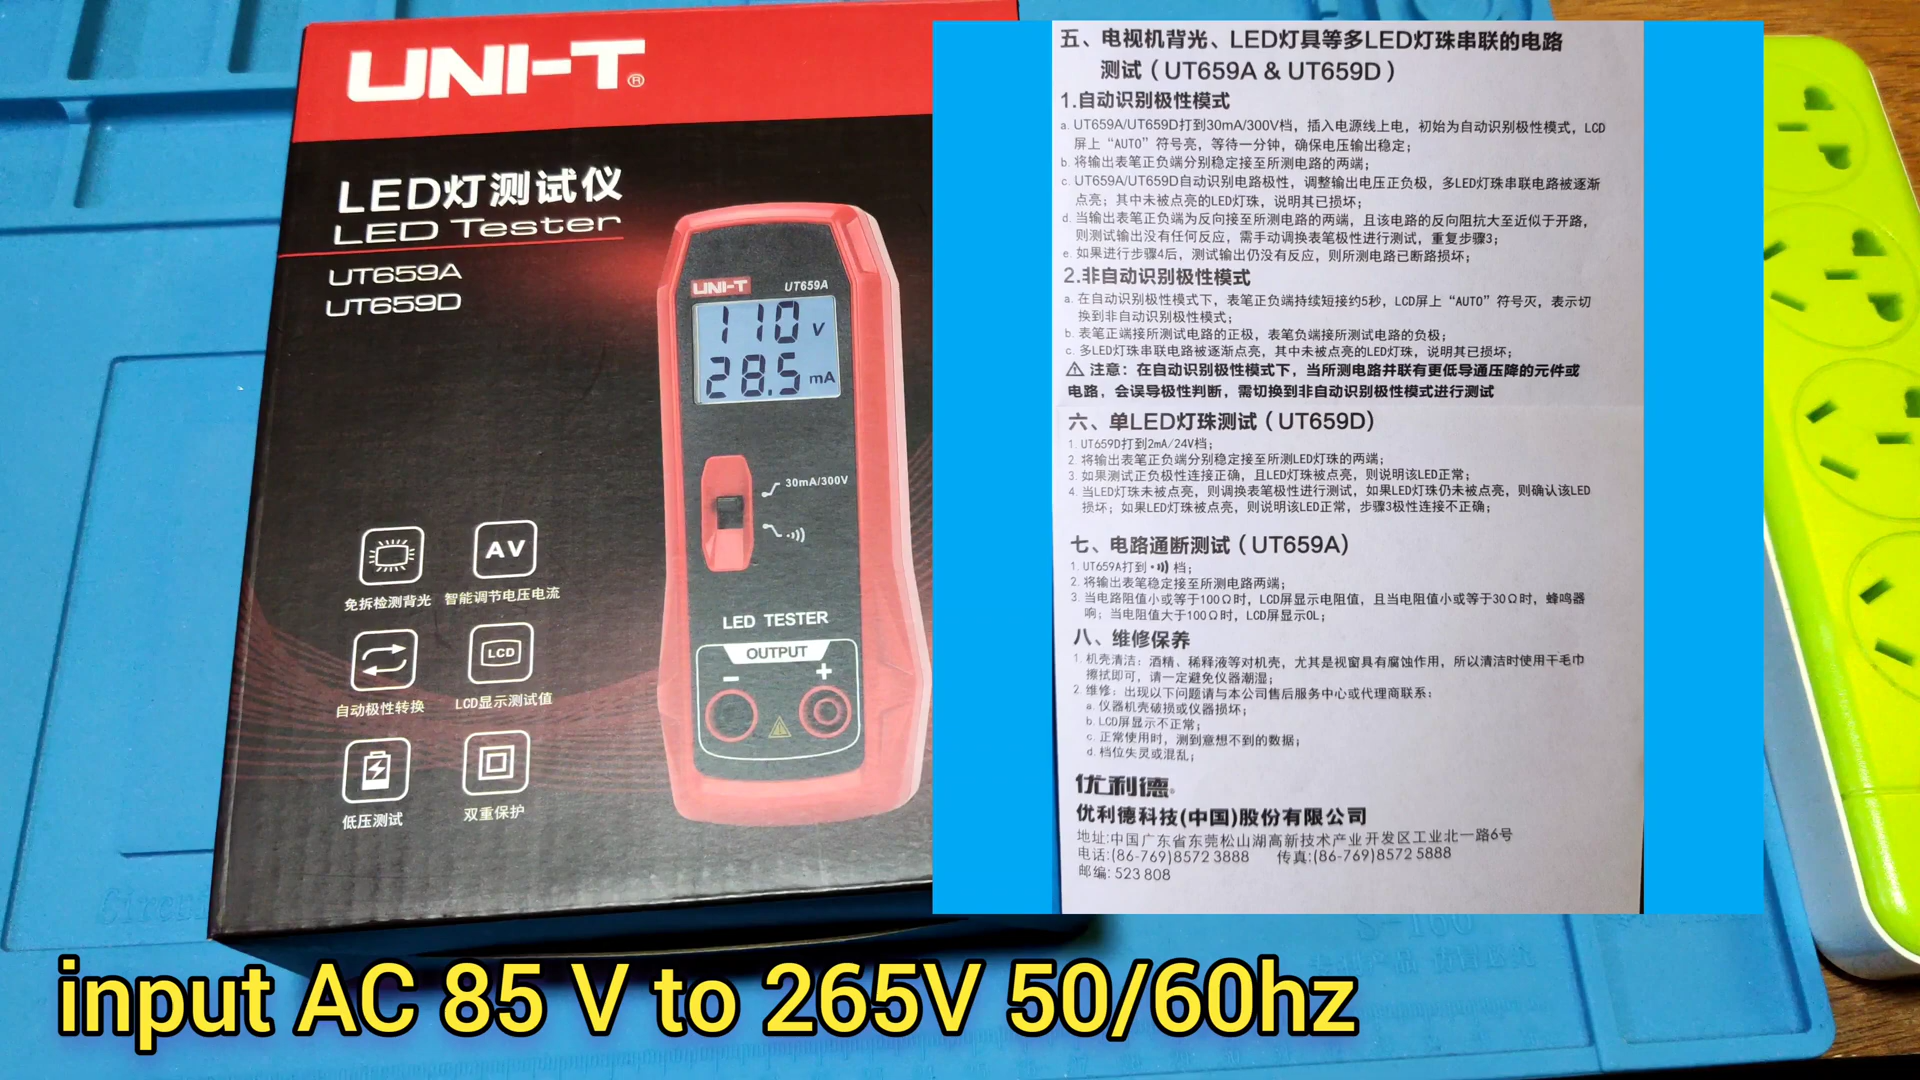 UNI-T®
LED灯测试仪
LED Tester
UT659A
UT659D
UNI-T UT659A
110 V
28.5 mA
30mA/300V
LED TESTER
OUTPUT
− +
AV
免拆检测背光 智能调节电压电流
LCD
自动极性转换 LCD显示测试值
低压测试 双重保护
五、电视机背光、LED灯具等多LED灯珠串联的电路
测试（UT659A & UT659D）
1.自动识别极性模式
a. UT659A/UT659D打到30mA/300V档，插入电源线上电，初始为自动识别极性模式，LCD
屏上“AUTO”符号亮，等待一分钟，确保电压输出稳定；
b. 将输出表笔正负端分别稳定接至所测电路的两端；
c. UT659A/UT659D自动识别电路极性，调整输出电压正负极，多LED灯珠串联电路被逐渐
点亮；其中未被点亮的LED灯珠，说明其已损坏；
d. 当输出表笔正负端为反向接至所测电路的两端，且该电路的反向阻抗大至近似于开路，
则测试输出没有任何反应，需手动调换表笔极性进行测试，重复步骤3；
e. 如果进行步骤4后，测试输出仍没有反应，则所测电路已断路损坏；
2.非自动识别极性模式
a. 在自动识别极性模式下，表笔正负端持续短接约5秒，LCD屏上“AUTO”符号灭，表示切
换到非自动识别极性模式；
b. 表笔正端接所测试电路的正极，表笔负端接所测试电路的负极；
c. 多LED灯珠串联电路被逐渐点亮，其中未被点亮的LED灯珠，说明其已损坏；
⚠ 注意：在自动识别极性模式下，当所测电路并联有更低导通压降的元件或
电路，会误导极性判断，需切换到非自动识别极性模式进行测试
六、单LED灯珠测试（UT659D）
1. UT659D打到2mA/24V档；
2. 将输出表笔正负端分别稳定接至所测LED灯珠的两端；
3. 如果测试正负极性连接正确，且LED灯珠被点亮，则说明该LED正常；
4. 当LED灯珠未被点亮，则调换表笔极性进行测试，如果LED灯珠仍未被点亮，则确认该LED
损坏；如果LED灯珠被点亮，则说明该LED正常，步骤3极性连接不正确；
七、电路通断测试（UT659A）
1. UT659A打到 档；
2. 将输出表笔稳定接至所测电路两端；
3. 当电路阻值小或等于100Ω时，LCD屏显示电阻值，且当电阻值小或等于30Ω时，蜂鸣器
响；当电阻值大于100Ω时，LCD屏显示OL；
八、维修保养
1. 机壳清洁：酒精、稀释液等对机壳，尤其是视窗具有腐蚀作用，所以清洁时使用干毛巾
擦拭即可，请一定避免仪器潮湿；
2. 维修：出现以下问题请与本公司售后服务中心或代理商联系：
a. 仪器机壳破损或仪器损坏；
b. LCD屏显示不正常；
c. 正常使用时，测到意想不到的数据；
d. 档位失灵或混乱；
优利德®
优利德科技(中国)股份有限公司
地址:中国广东省东莞松山湖高新技术产业开发区工业北一路6号
电话:(86-769)8572 3888 传真:(86-769)8572 5888
邮编: 523 808
S-160
input AC 85 V to 265V 50/60hz